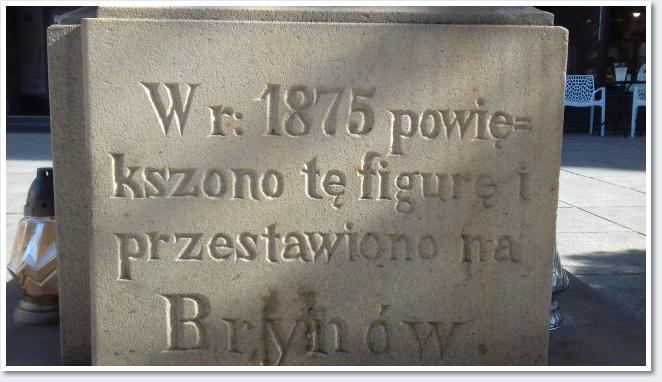 W r: 1875 powię=
kszono tę figurę i
przestawiono na
Brynów.